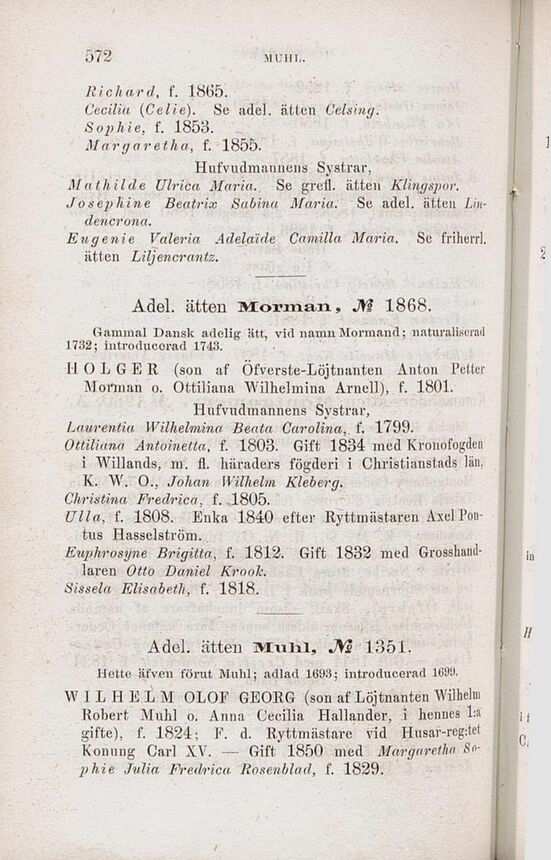 572
MUHL.
Richard, f. 1865.
Cecilia (Celie). Se adel. ätten Celsing.
Sophie, f. 1853.
Margaretha, f. 1855.
Hufvudmannens Systrar,
Mathilde Ulrica Maria. Se grefl. ätten Klingspor.
Josephine Beatrix Sabina Maria. Se adel. ätten Lin-
dencrona.
Eugenie Valeria Adelaïde Camilla Maria. Se friherrl.
ätten Liljencrantz.
Adel. ätten Morman, № 1868.
Gammal Dansk adelig ätt, vid namn Mormand; naturaliserad
1732; introducerad 1743.
HOLGER (son af Öfverste-Löjtnanten Anton Petter
Morman o. Ottiliana Wilhelmina Arnell), f. 1801.
Hufvudmannens Systrar,
Laurentia Wilhelmina Beata Carolina, f. 1799.
Ottiliana Antoinetta, f. 1803. Gift 1834 med Kronofogden
i Willands, m. fl. häraders fögderi i Christianstads län,
K. W. O., Johan Wilhelm Kleberg.
Christina Fredrica, f. 1805.
Ulla, f. 1808. Enka 1840 efter Ryttmästaren Axel Pon-
tus Hasselström.
Euphrosyne Brigitta, f. 1812. Gift 1832 med Grosshand-
laren Otto Daniel Krook.
Sissela Elisabeth, f. 1818.
Adel. ätten Muhl, № 1351.
Hette äfven förut Muhl; adlad 1693; introducerad 1699.
WILHELM OLOF GEORG (son af Löjtnanten Wilhelm
Robert Muhl o. Anna Cecilia Hallander, i hennes 1:a
gifte), f. 1824; F. d. Ryttmästare vid Husar-reg:tet
Konung Carl XV. — Gift 1850 med Margaretha So-
phie Julia Fredrica Rosenblad, f. 1829.